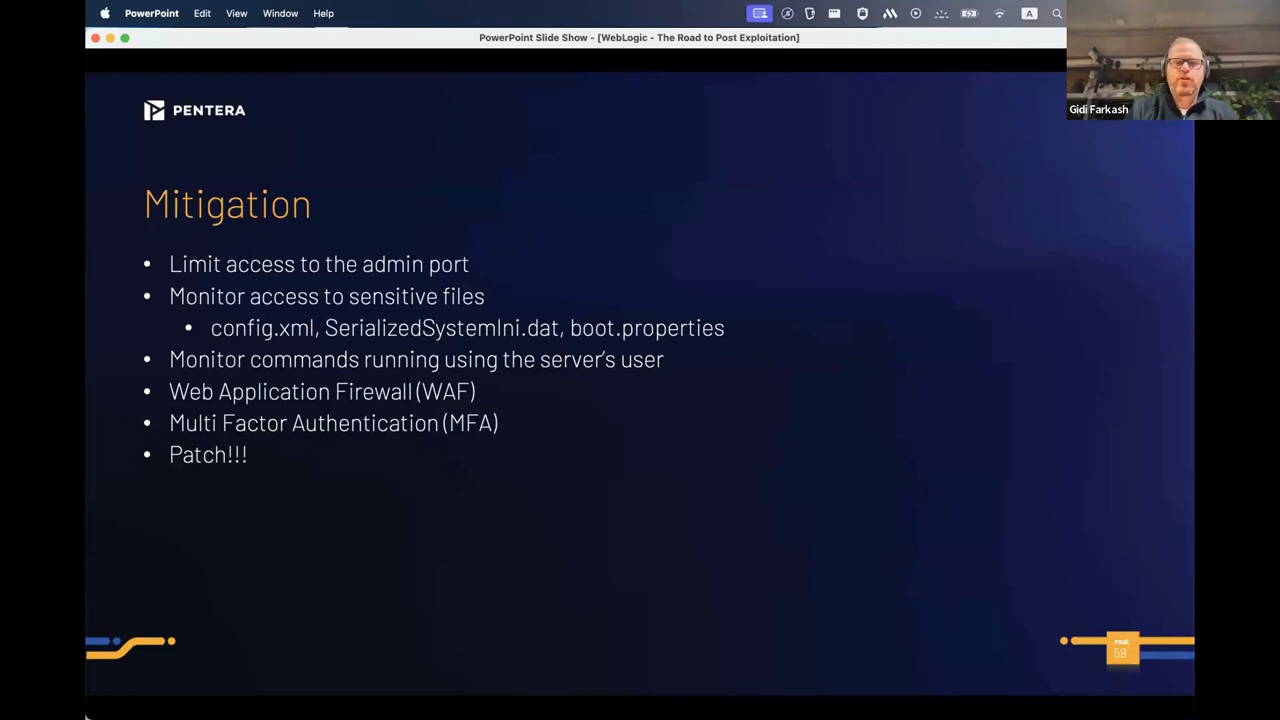 PowerPoint Edit View Window Help A
PowerPoint Slide Show - [WebLogic - The Road to Post Exploitation]
Gidi Farkash
PENTERA
Mitigation
• Limit access to the admin port
• Monitor access to sensitive files
• config.xml, SerializedSystemIni.dat, boot.properties
• Monitor commands running using the server's user
• Web Application Firewall (WAF)
• Multi Factor Authentication (MFA)
• Patch!!!
PAGE
59